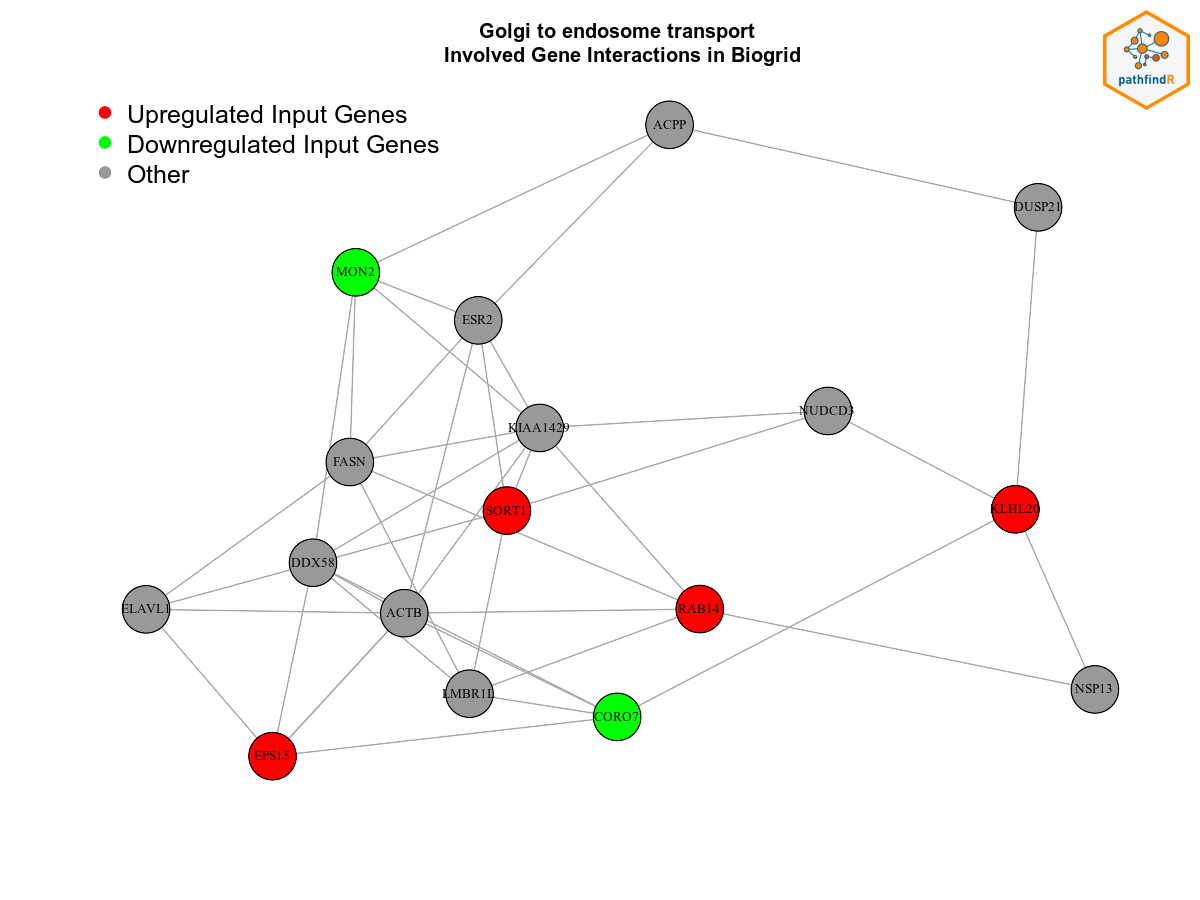 Golgi to endosome transport
Involved Gene Interactions in Biogrid
pathfindR
Upregulated Input Genes
Downregulated Input Genes
Other
ACPP
DUSP21
MON2
ESR2
NUDCD3
KIAA1429
FASN
SORT1
KLHL20
DDX58
ELAVL1
ACTB
RAB14
LMBR1L
NSP13
CORO7
EPS15